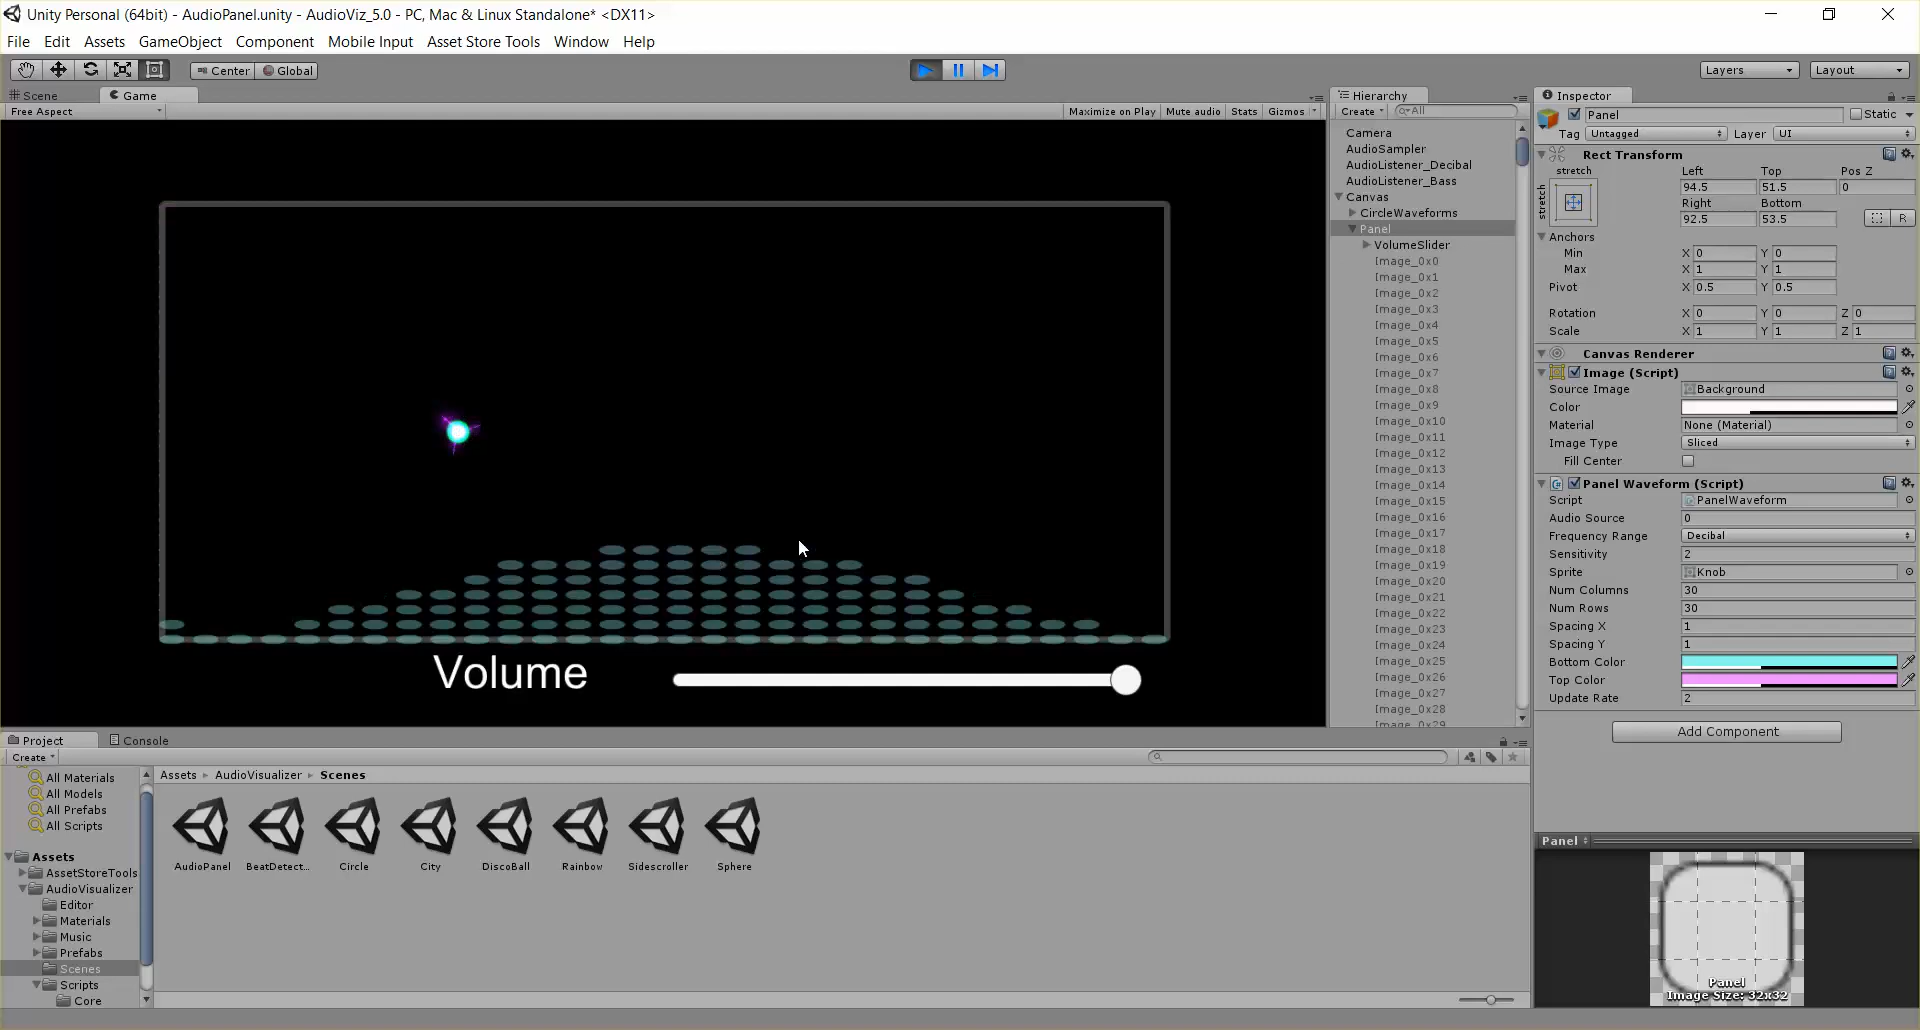 Unity Personal (64bit) - AudioPanel.unity - AudioViz_5.0 - PC, Mac & Linux Standalone* <DX11>
File Edit Assets GameObject Component Mobile Input Asset Store Tools Window Help
Center Global
Layers Layout
Scene Game
Free Aspect
Maximize on Play Mute audio Stats Gizmos
Volume
Hierarchy
Create All
Camera
AudioSampler
AudioListener_Decibal
AudioListener_Bass
Canvas
CircleWaveforms
Panel
VolumeSlider
Image_0x0
Image_0x1
Image_0x2
Image_0x3
Image_0x4
Image_0x5
Image_0x6
Image_0x7
Image_0x8
Image_0x9
Image_0x10
Image_0x11
Image_0x12
Image_0x13
Image_0x14
Image_0x15
Image_0x16
Image_0x17
Image_0x18
Image_0x19
Image_0x20
Image_0x21
Image_0x22
Image_0x23
Image_0x24
Image_0x25
Image_0x26
Image_0x27
Image_0x28
Image_0x29
Inspector
Panel Static
Tag Untagged Layer UI
Rect Transform
stretch Left Top Pos Z
stretch
94.5 51.5 0
Right Bottom
92.5 53.5 R
Anchors
Min X 0 Y 0
Max X 1 Y 1
Pivot X 0.5 Y 0.5
Rotation X 0 Y 0 Z 0
Scale X 1 Y 1 Z 1
Canvas Renderer
Image (Script)
Source Image Background
Color
Material None (Material)
Image Type Sliced
Fill Center
Panel Waveform (Script)
Script PanelWaveform
Audio Source 0
Frequency Range Decibal
Sensitivity 2
Sprite Knob
Num Columns 30
Num Rows 30
Spacing X 1
Spacing Y 1
Bottom Color
Top Color
Update Rate 2
Add Component
Panel
Panel
Image Size: 32x32
Project Console
Create
All Materials
All Models
All Prefabs
All Scripts
Assets
AssetStoreTools
AudioVisualizer
Editor
Materials
Music
Prefabs
Scenes
Scripts
Core
Assets AudioVisualizer Scenes
AudioPanel BeatDetect... Circle City DiscoBall Rainbow Sidescroller Sphere